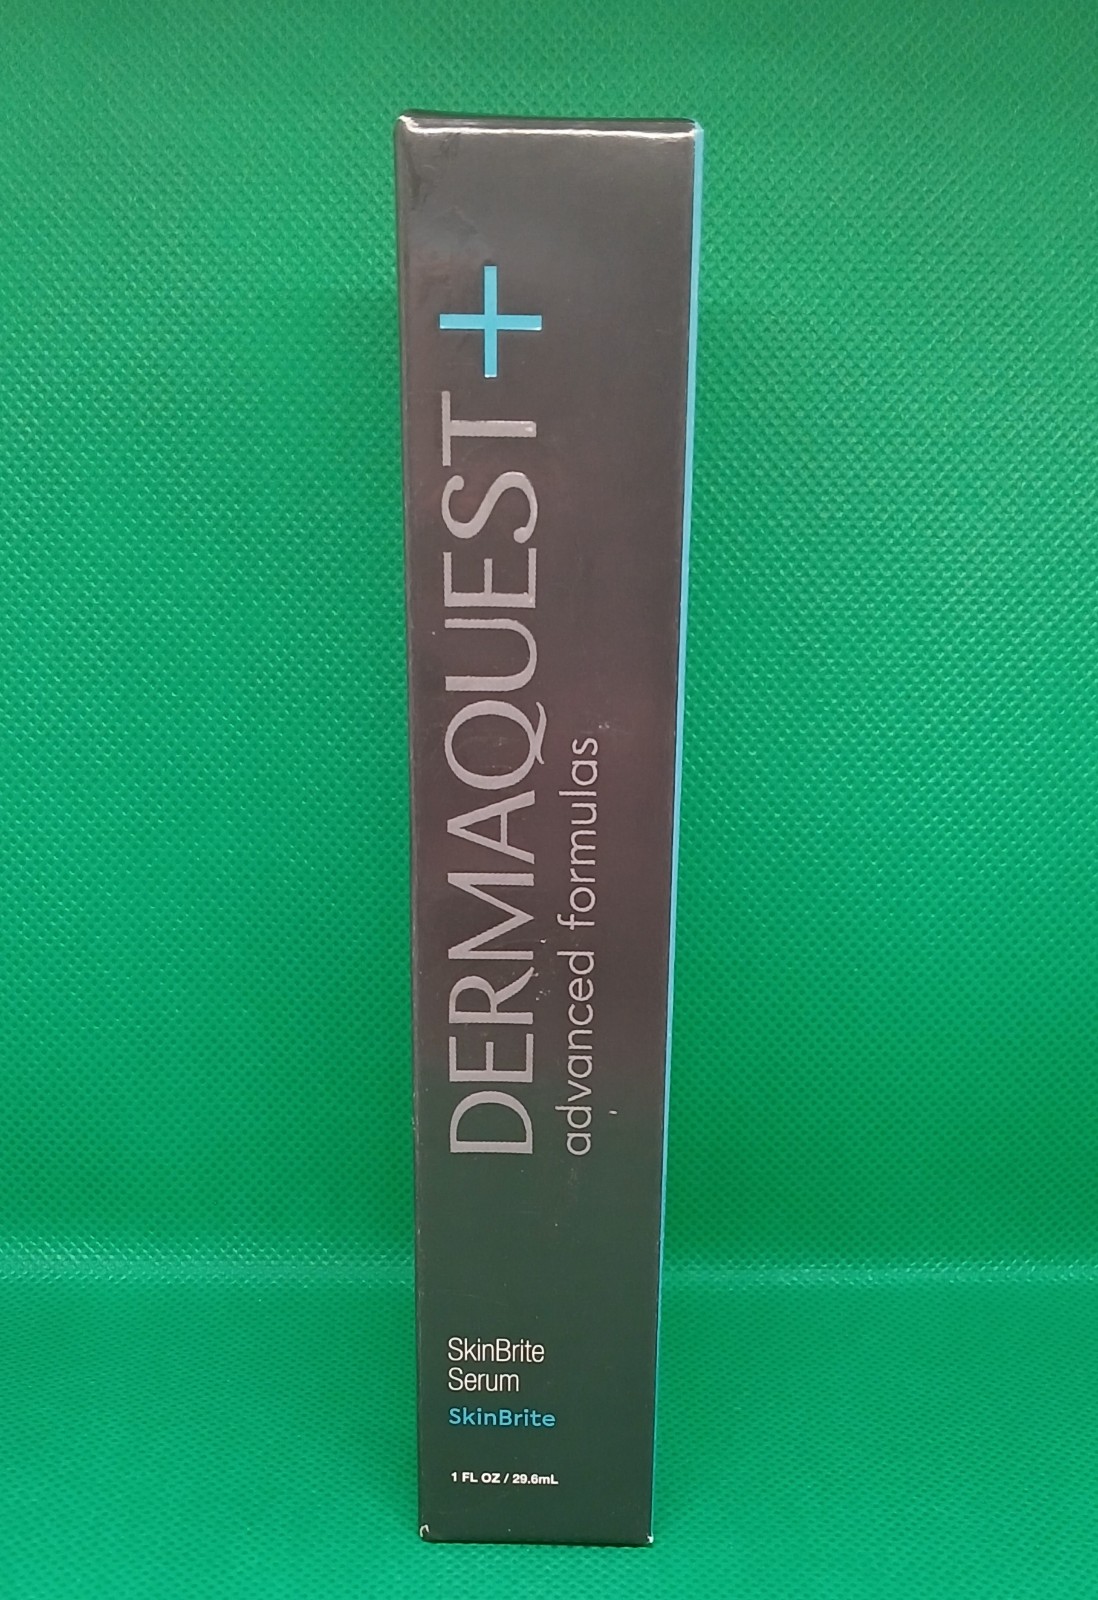 DERMAQUEST+
advanced formulas
SkinBrite
Serum
SkinBrite
1 FL OZ / 29.6mL